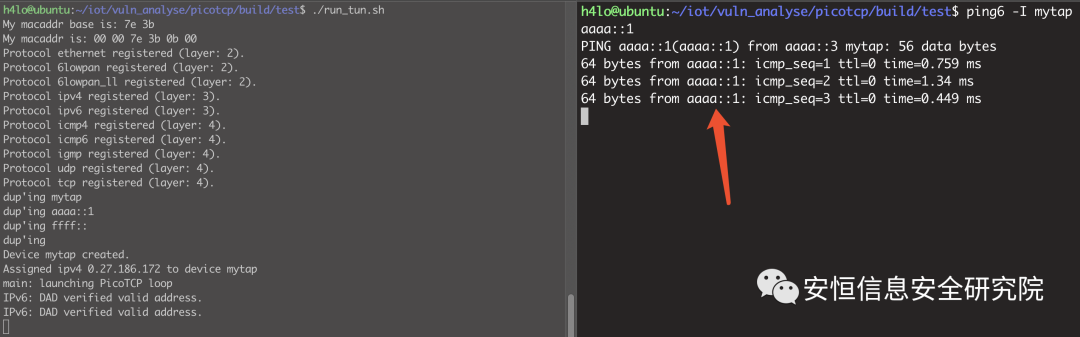 h4lo@ubuntu:~/iot/vuln_analyse/picotcp/build/test$ ./run_tun.sh
My macaddr base is: 7e 3b
My macaddr is: 00 00 7e 3b 0b 00
Protocol ethernet registered (layer: 2).
Protocol 6lowpan registered (layer: 2).
Protocol 6lowpan_ll registered (layer: 2).
Protocol ipv4 registered (layer: 3).
Protocol ipv6 registered (layer: 3).
Protocol icmp4 registered (layer: 4).
Protocol icmp6 registered (layer: 4).
Protocol igmp registered (layer: 4).
Protocol udp registered (layer: 4).
Protocol tcp registered (layer: 4).
dup'ing mytap
dup'ing aaaa::1
dup'ing ffff::
dup'ing
Device mytap created.
Assigned ipv4 0.27.186.172 to device mytap
main: launching PicoTCP loop
IPv6: DAD verified valid address.
IPv6: DAD verified valid address.
h4lo@ubuntu:~/iot/vuln_analyse/picotcp/build/test$ ping6 -I mytap
aaaa::1
PING aaaa::1(aaaa::1) from aaaa::3 mytap: 56 data bytes
64 bytes from aaaa::1: icmp_seq=1 ttl=0 time=0.759 ms
64 bytes from aaaa::1: icmp_seq=2 ttl=0 time=1.34 ms
64 bytes from aaaa::1: icmp_seq=3 ttl=0 time=0.449 ms
安恒信息安全研究院